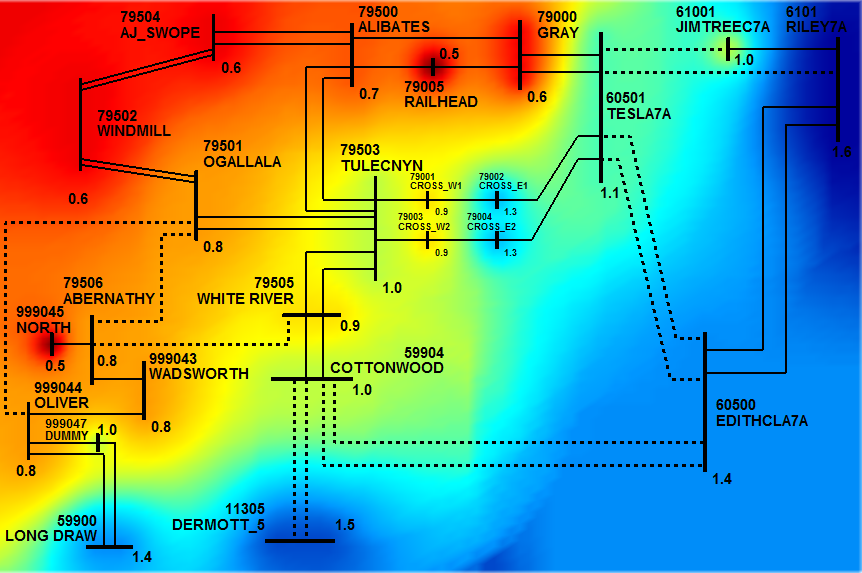 79504
AJ_SWOPE
0.6
79500
ALIBATES
0.7
0.5
79005
RAILHEAD
79000
GRAY
0.6
61001
JIMTREEC7A
1.0
6101
RILEY7A
1.6
60501
TESLA7A
1.1
79502
WINDMILL
0.6
79501
OGALLALA
0.8
79503
TULECNYN
1.0
79001
CROSS_W1
0.9
79002
CROSS_E1
1.3
79003
CROSS_W2
0.9
79004
CROSS_E2
1.3
79506
ABERNATHY
0.8
79505
WHITE RIVER
0.9
999045
NORTH
0.5
999043
WADSWORTH
0.8
59904
COTTONWOOD
1.0
999044
OLIVER
0.8
999047
DUMMY
1.0
60500
EDITHCLA7A
1.4
59900
LONG DRAW
1.4
11305
DERMOTT_5
1.5